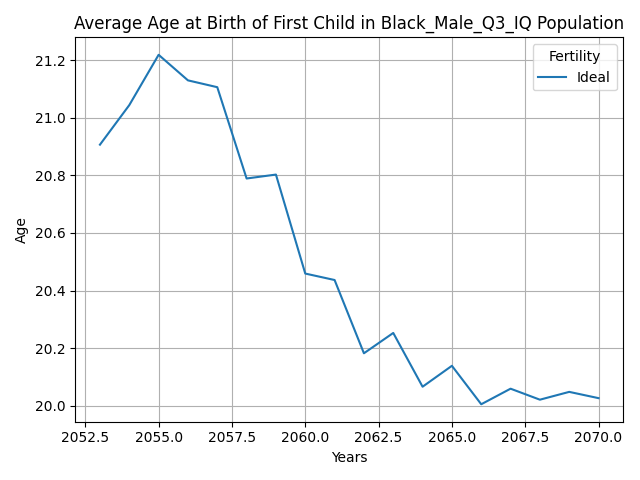 Average Age at Birth of First Child in Black_Male_Q3_IQ Population
Fertility
Ideal
21.2
21.0
20.8
20.6
20.4
20.2
20.0
Age
2052.5 2055.0 2057.5 2060.0 2062.5 2065.0 2067.5 2070.0
Years